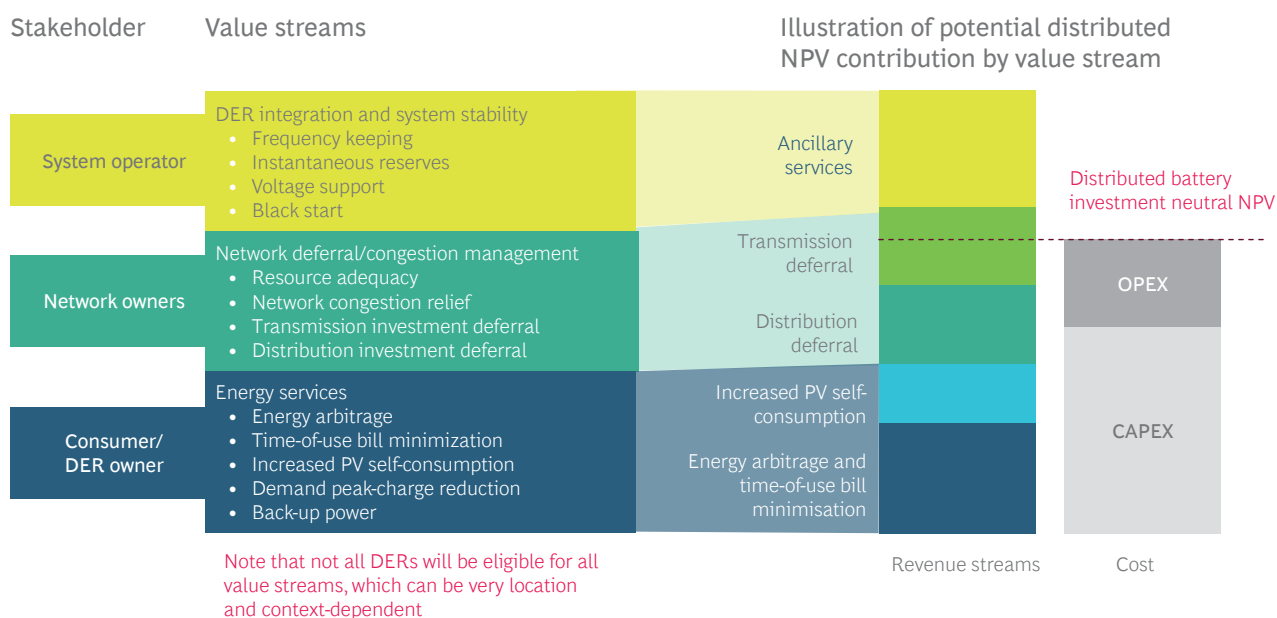 Stakeholder
Value streams
Illustration of potential distributed
NPV contribution by value stream
System operator
DER integration and system stability
• Frequency keeping
• Instantaneous reserves
• Voltage support
• Black start
Ancillary
services
Distributed battery
investment neutral NPV
Network owners
Network deferral/congestion management
• Resource adequacy
• Network congestion relief
• Transmission investment deferral
• Distribution investment deferral
Transmission
deferral
Distribution
deferral
OPEX
Consumer/
DER owner
Energy services
• Energy arbitrage
• Time-of-use bill minimization
• Increased PV self-consumption
• Demand peak-charge reduction
• Back-up power
Increased PV self-
consumption
Energy arbitrage and
time-of-use bill
minimisation
CAPEX
Note that not all DERs will be eligible for all
value streams, which can be very location
and context-dependent
Revenue streams
Cost